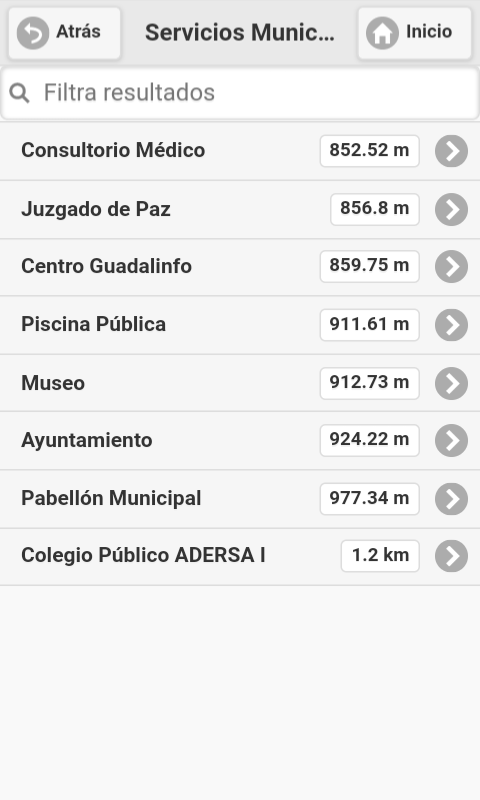 Atrás
Servicios Munic...
Inicio
Filtra resultados
Consultorio Médico 852.52 m
Juzgado de Paz 856.8 m
Centro Guadalinfo 859.75 m
Piscina Pública 911.61 m
Museo 912.73 m
Ayuntamiento 924.22 m
Pabellón Municipal 977.34 m
Colegio Público ADERSA I 1.2 km